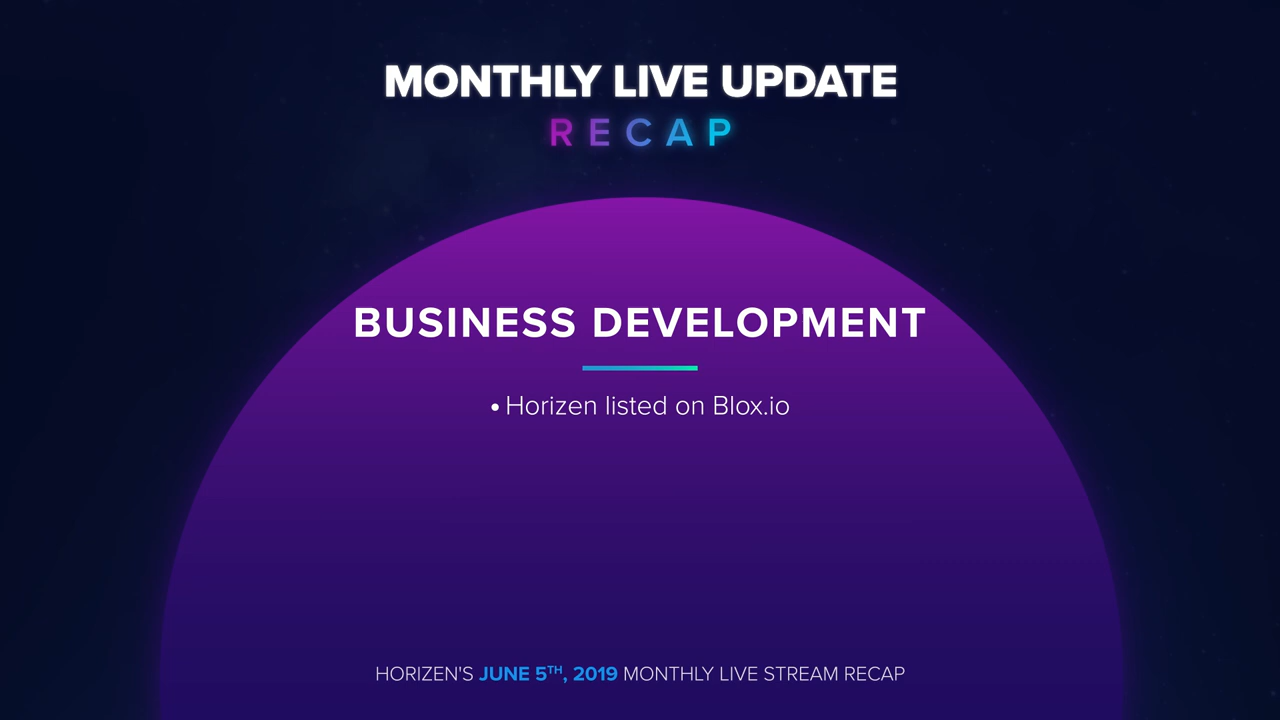 MONTHLY LIVE UPDATE
RECAP
BUSINESS DEVELOPMENT
• Horizen listed on Blox.io
HORIZEN'S JUNE 5TH, 2019 MONTHLY LIVE STREAM RECAP